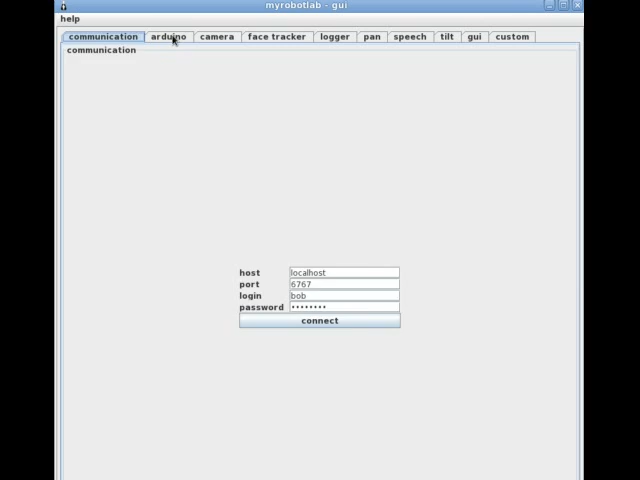 myrobotlab - gui
help
communication arduino camera face tracker logger pan speech tilt gui custom
communication
host localhost
port 6767
login bob
password ••••••••
connect